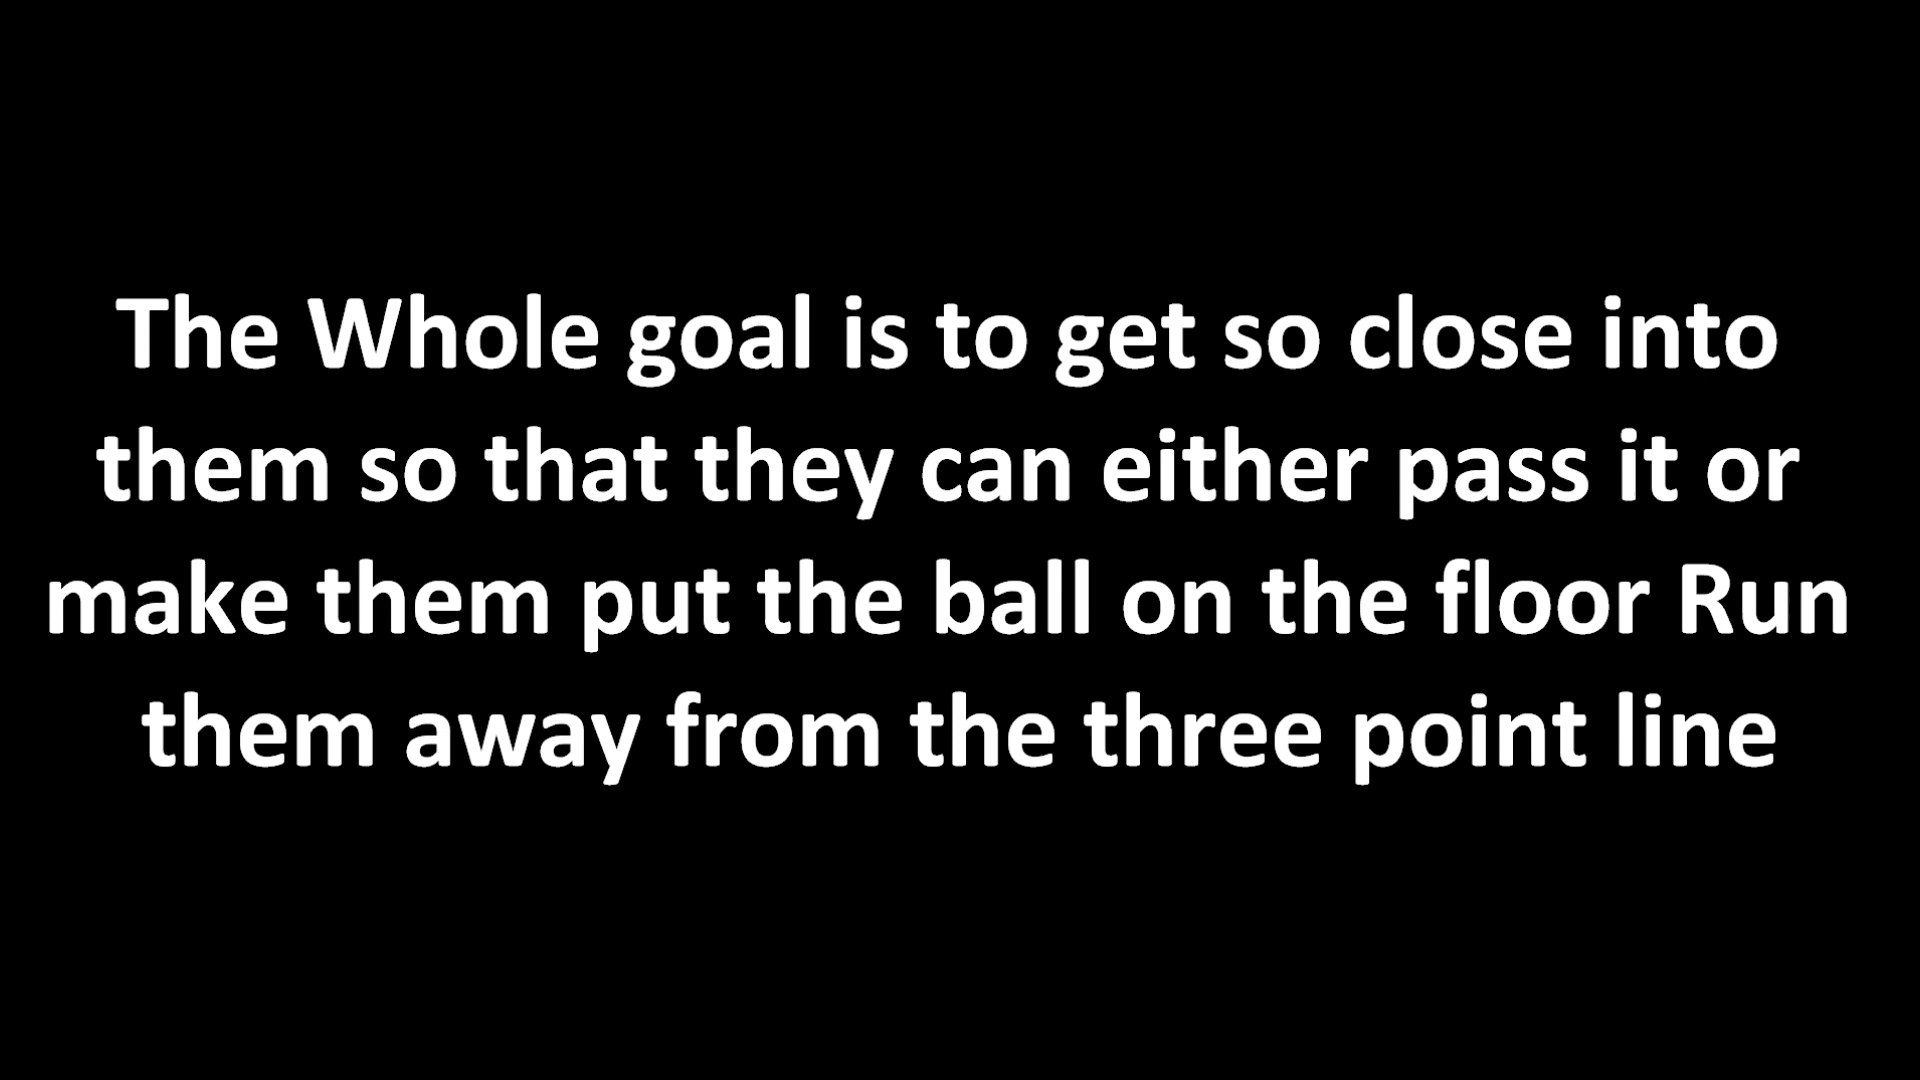 The Whole goal is to get so close into
them so that they can either pass it or
make them put the ball on the floor Run
them away from the three point line